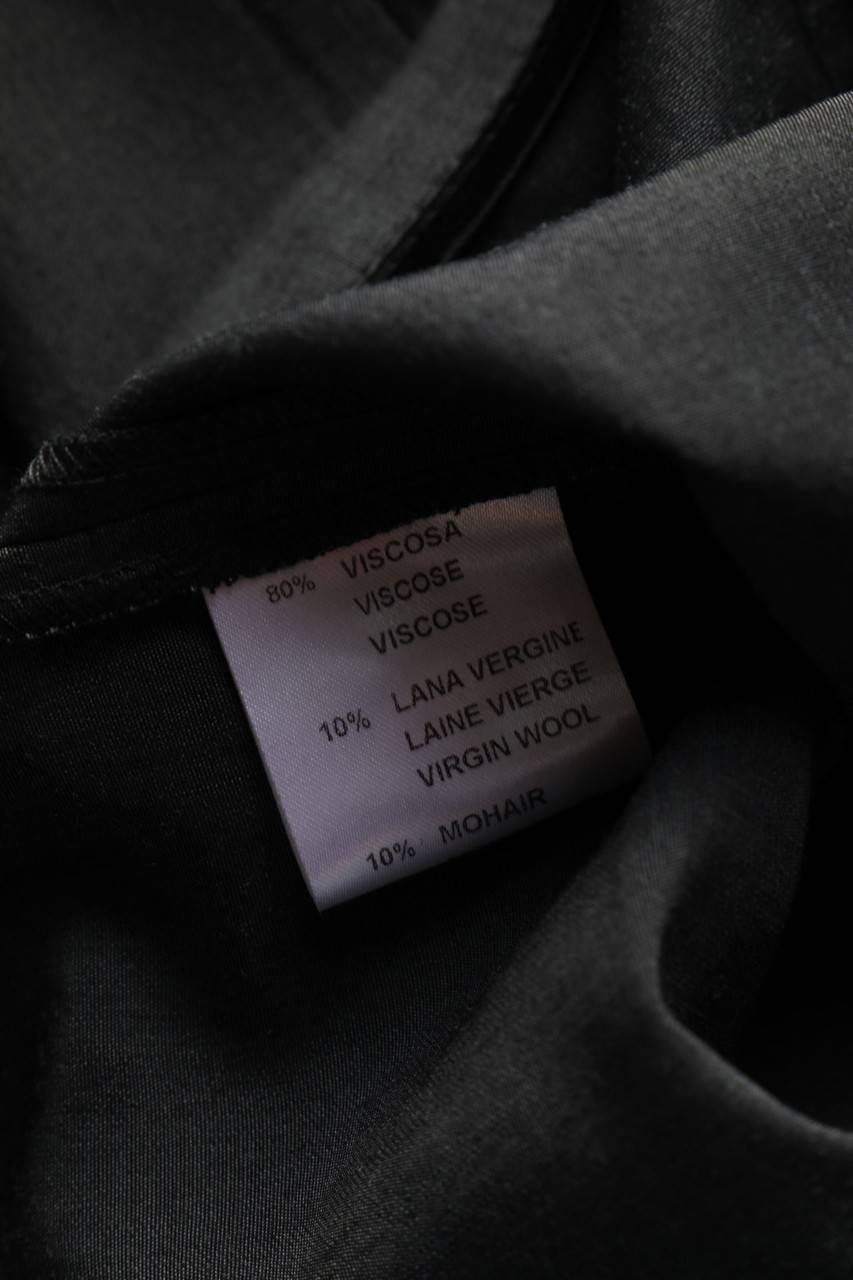 80% VISCOSA
VISCOSE
VISCOSE
10% LANA VERGINE
LAINE VIERGE
VIRGIN WOOL
10% MOHAIR